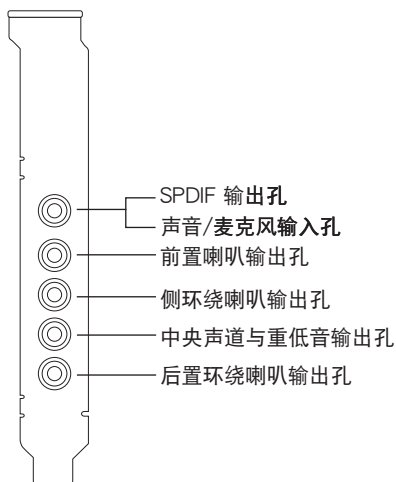 SPDIF 输出孔
声音/麦克风输入孔
前置喇叭输出孔
侧环绕喇叭输出孔
中央声道与重低音输出孔
后置环绕喇叭输出孔